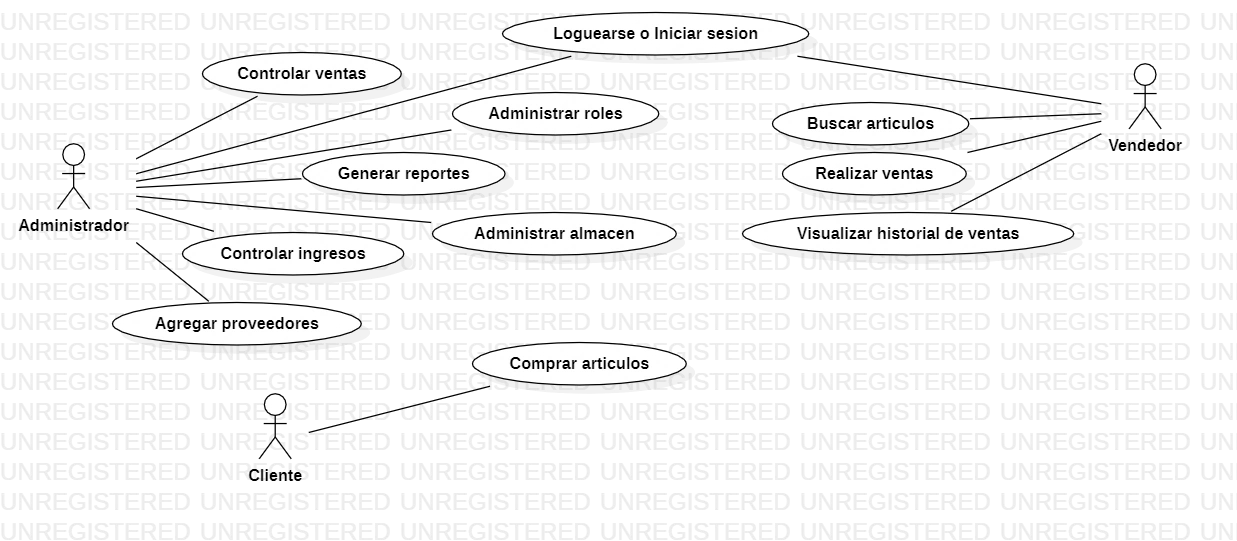 Loguearse o Iniciar sesion
Controlar ventas
Administrar roles
Buscar articulos
Vendedor
Generar reportes
Realizar ventas
Administrador
Administrar almacen
Visualizar historial de ventas
Controlar ingresos
Agregar proveedores
Comprar articulos
Cliente
UNREGISTERED